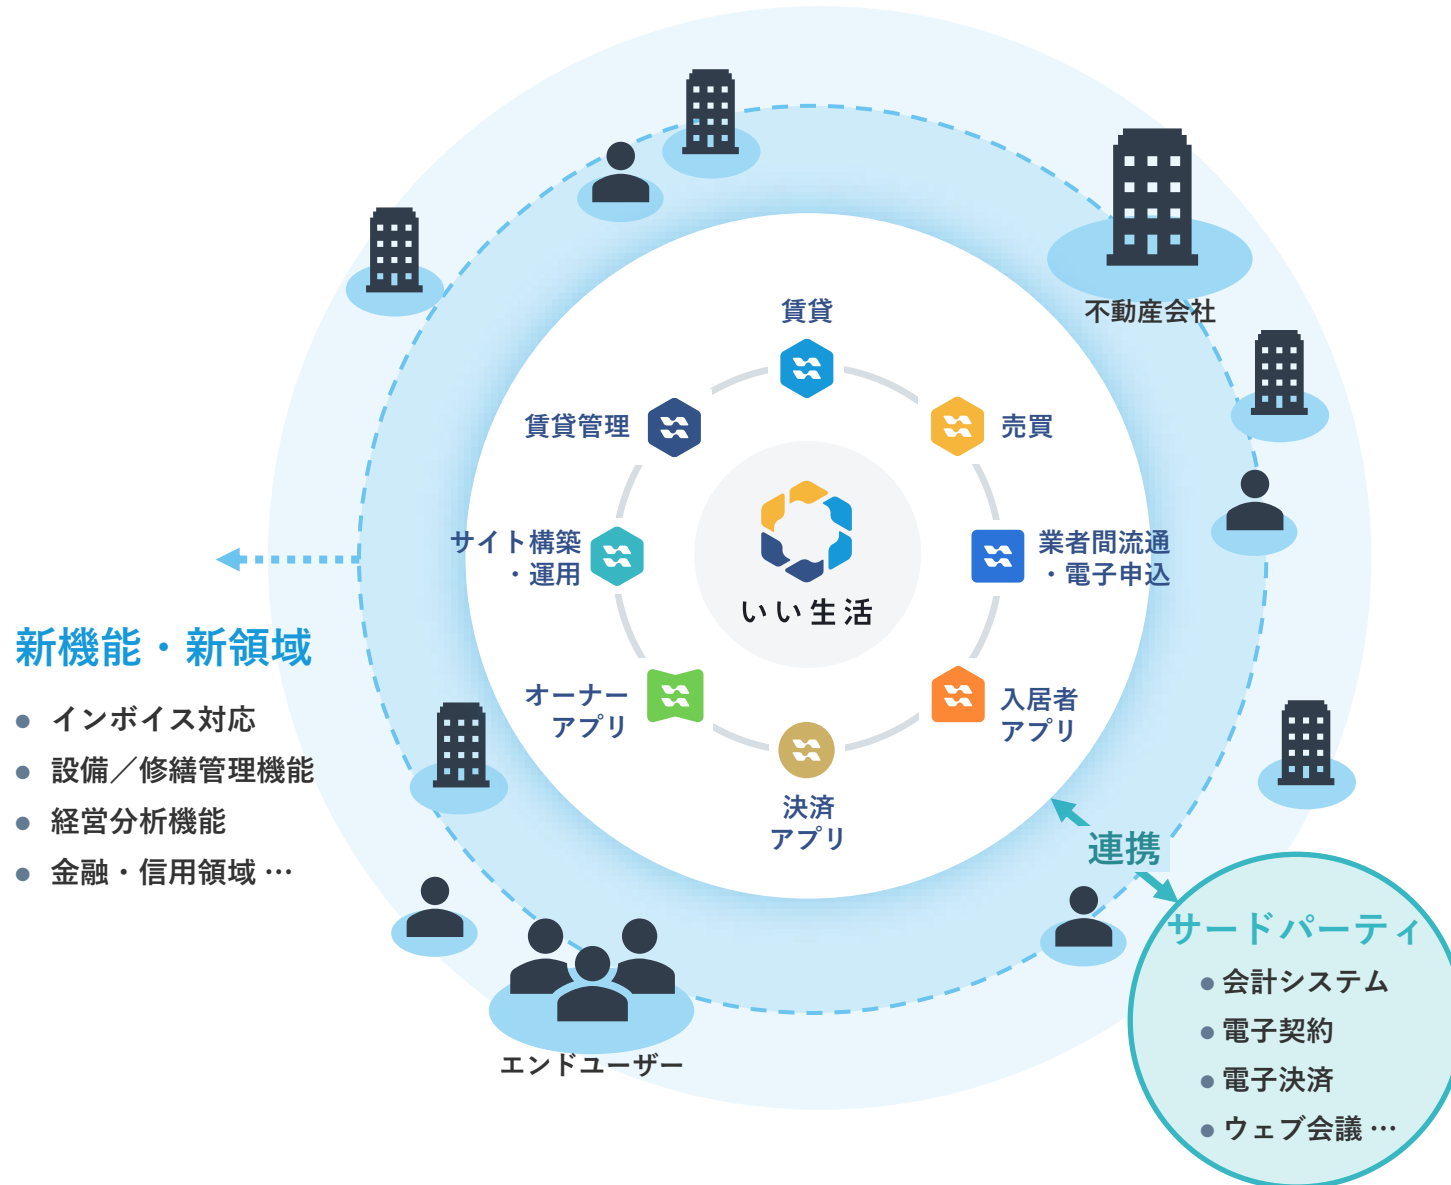 不動産会社
賃貸
賃貸管理
売買
サイト構築
・運用
業者間流通
・電子申込
いい生活
オーナー
アプリ
入居者
アプリ
決済
アプリ
新機能・新領域
● インボイス対応
● 設備／修繕管理機能
● 経営分析機能
● 金融・信用領域 …
連携
サードパーティ
● 会計システム
● 電子契約
● 電子決済
● ウェブ会議 …
エンドユーザー